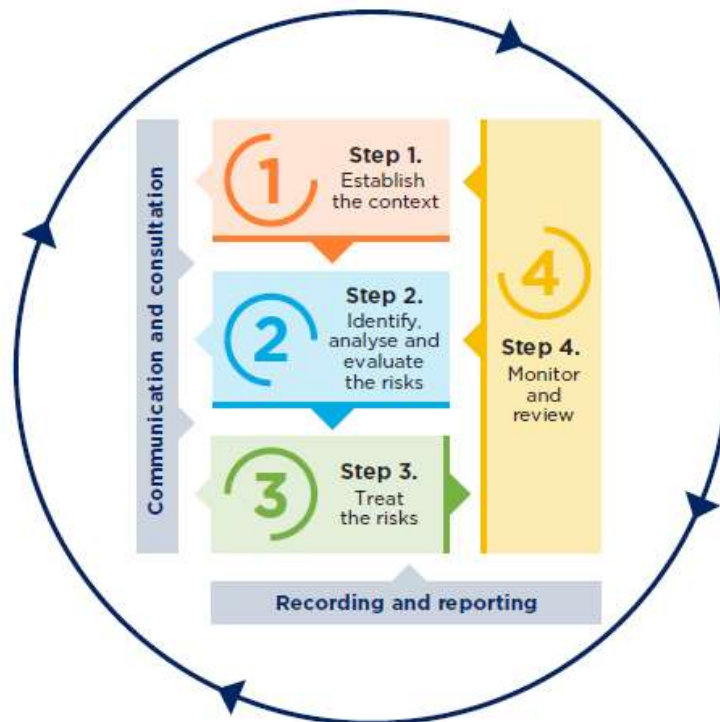 Communication and consultation
1
Step 1.
Establish
the context
2
Step 2.
Identify,
analyse and
evaluate
the risks
3
Step 3.
Treat
the risks
4
Step 4.
Monitor
and
review
Recording and reporting